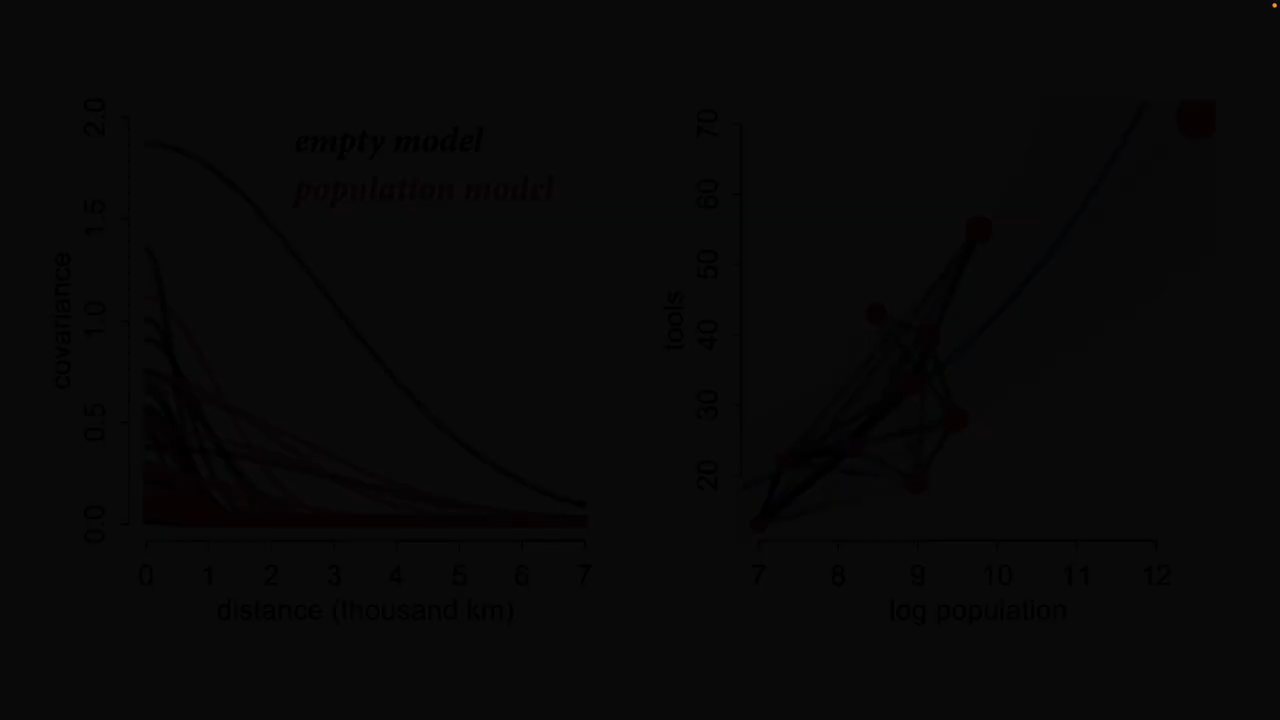 empty model
population model
covariance
0.0 0.5 1.0 1.5 2.0
0 1 2 3 4 5 6 7
distance (thousand km)
tools
20 30 40 50 60 70
7 8 9 10 11 12
log population